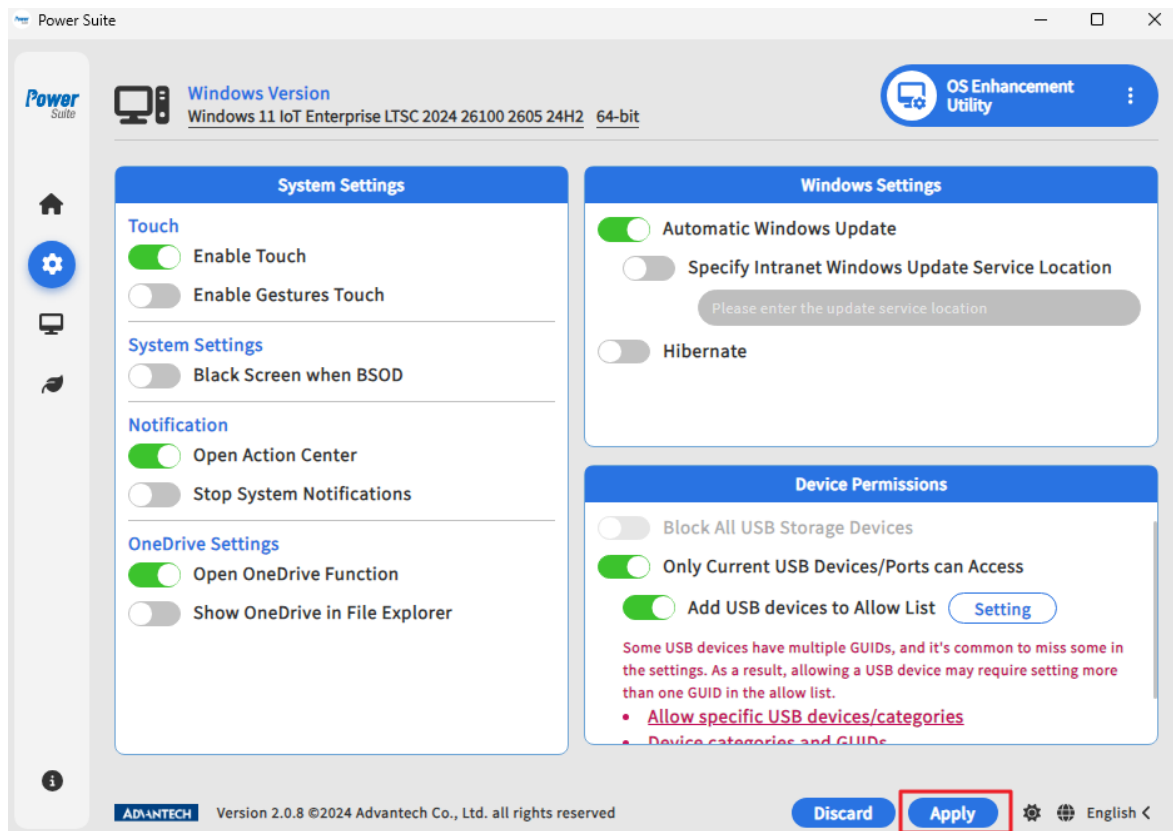 Power Suite
Power
Suite
Windows Version
Windows 11 IoT Enterprise LTSC 2024 26100 2605 24H2 64-bit
OS Enhancement
Utility
System Settings
Touch
Enable Touch
Enable Gestures Touch
System Settings
Black Screen when BSOD
Notification
Open Action Center
Stop System Notifications
OneDrive Settings
Open OneDrive Function
Show OneDrive in File Explorer
Windows Settings
Automatic Windows Update
Specify Intranet Windows Update Service Location
Please enter the update service location
Hibernate
Device Permissions
Block All USB Storage Devices
Only Current USB Devices/Ports can Access
Add USB devices to Allow List Setting
Some USB devices have multiple GUIDs, and it's common to miss some in
the settings. As a result, allowing a USB device may require setting more
than one GUID in the allow list.
• Allow specific USB devices/categories
• Device categories and GUIDs
ADVANTECH Version 2.0.8 ©2024 Advantech Co., Ltd. all rights reserved
Discard Apply English